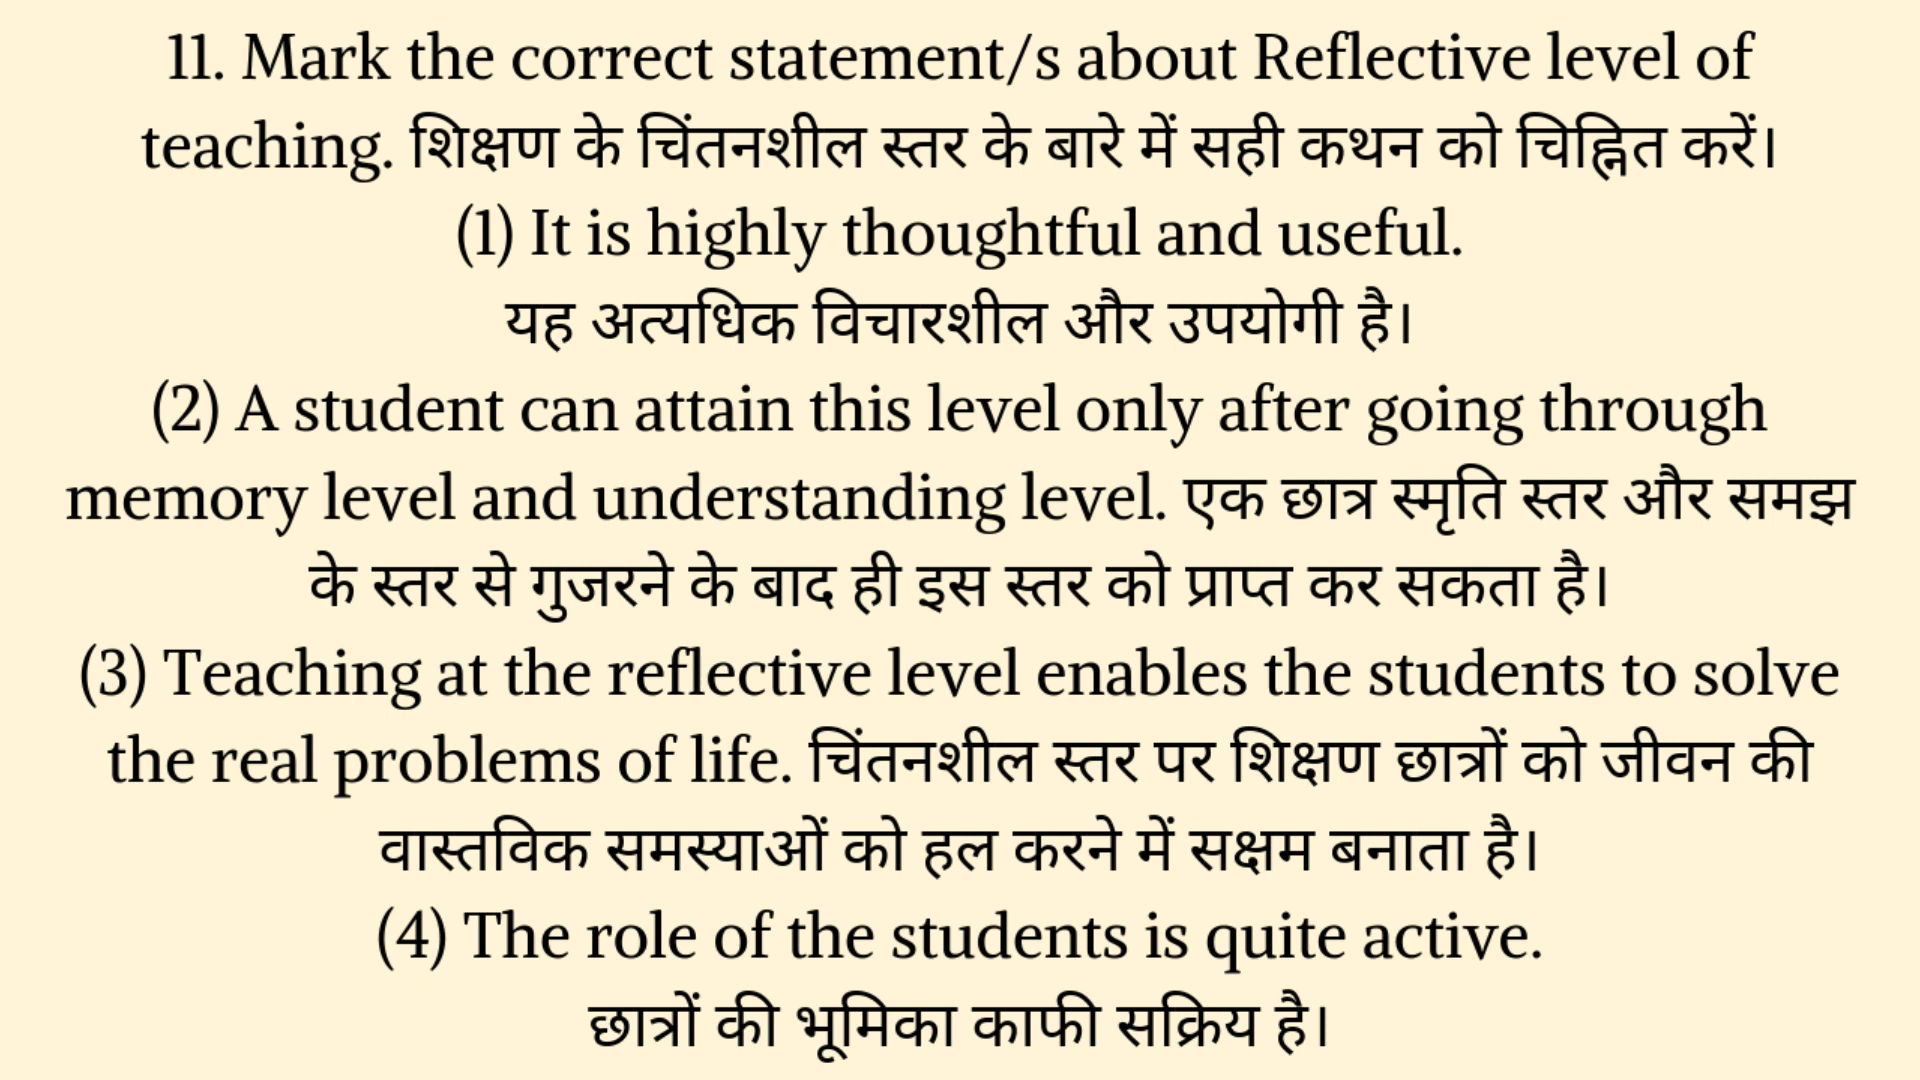 11. Mark the correct statement/s about Reflective level of
teaching. शिक्षण के चिंतनशील स्तर के बारे में सही कथन को चिह्नित करें।
(1) It is highly thoughtful and useful.
यह अत्यधिक विचारशील और उपयोगी है।
(2) A student can attain this level only after going through
memory level and understanding level. एक छात्र स्मृति स्तर और समझ
के स्तर से गुजरने के बाद ही इस स्तर को प्राप्त कर सकता है।
(3) Teaching at the reflective level enables the students to solve
the real problems of life. चिंतनशील स्तर पर शिक्षण छात्रों को जीवन की
वास्तविक समस्याओं को हल करने में सक्षम बनाता है।
(4) The role of the students is quite active.
छात्रों की भूमिका काफी सक्रिय है।